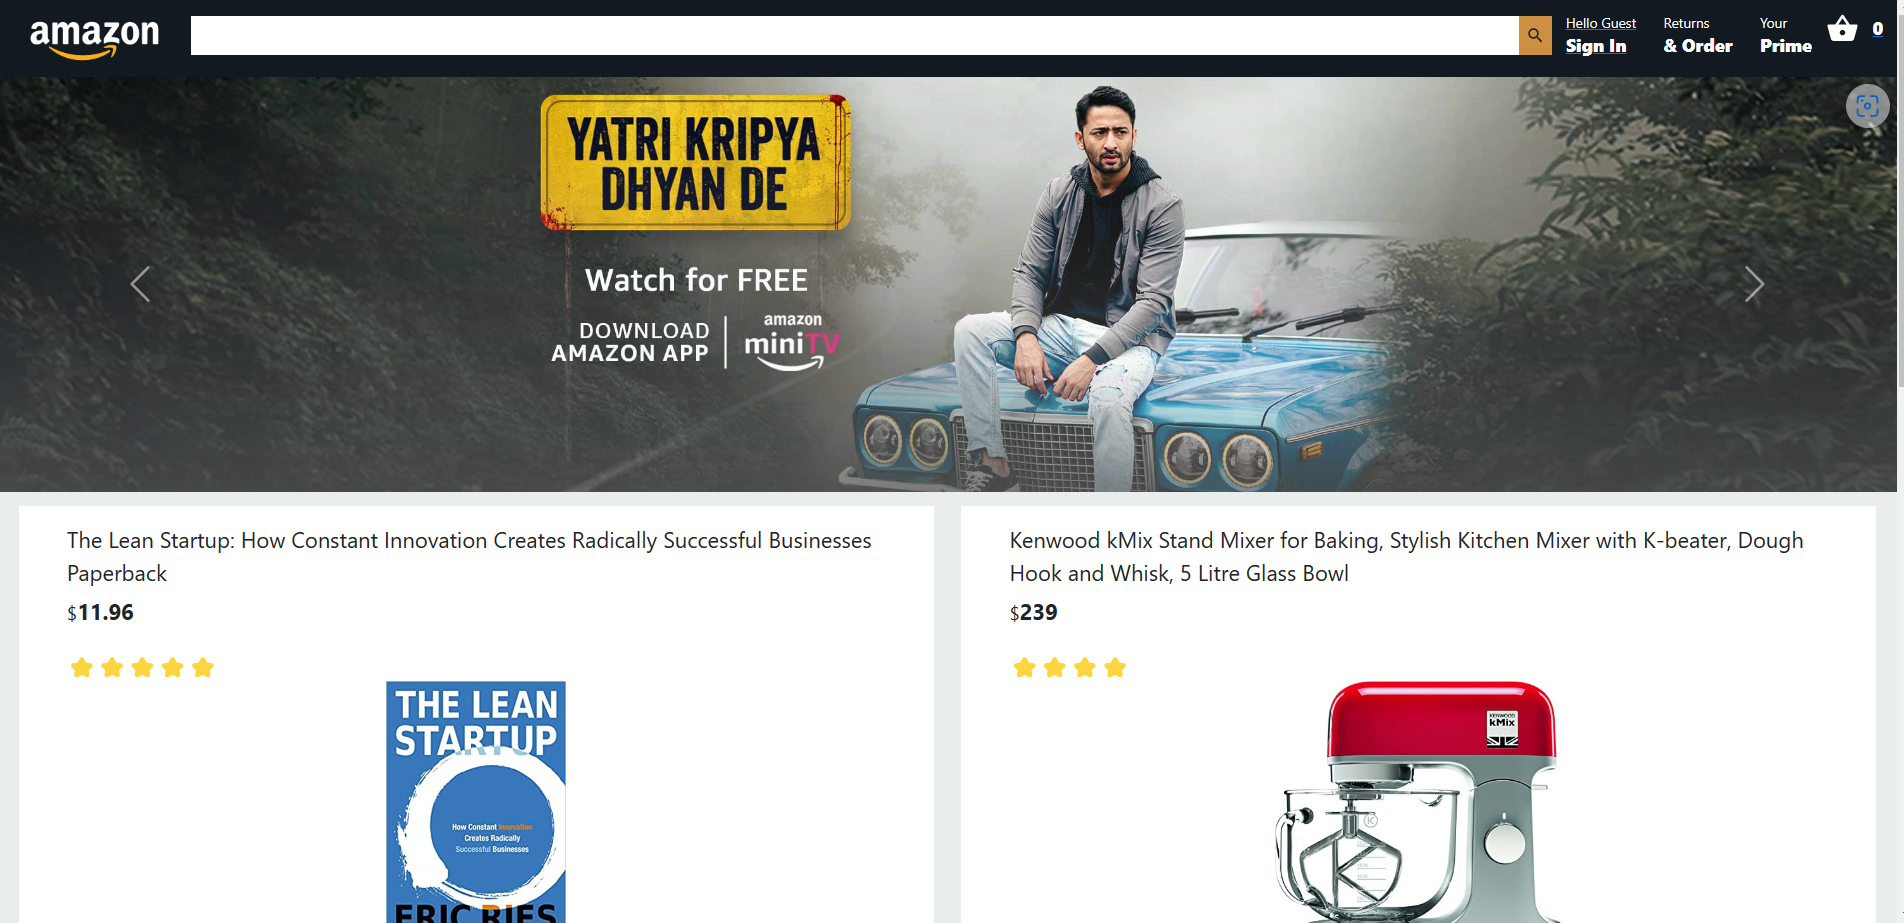 amazon
Hello Guest
Sign In
Returns
& Order
Your
Prime
0
YATRI KRIPYA
DHYAN DE
Watch for FREE
DOWNLOAD
AMAZON APP
amazon
miniTV
The Lean Startup: How Constant Innovation Creates Radically Successful Businesses
Paperback
$11.96
THE LEAN
STARTUP
How Constant Innovation
Creates Radically
Successful Businesses
ERIC RIES
Kenwood kMix Stand Mixer for Baking, Stylish Kitchen Mixer with K-beater, Dough
Hook and Whisk, 5 Litre Glass Bowl
$239
KENWOOD
kMix
K